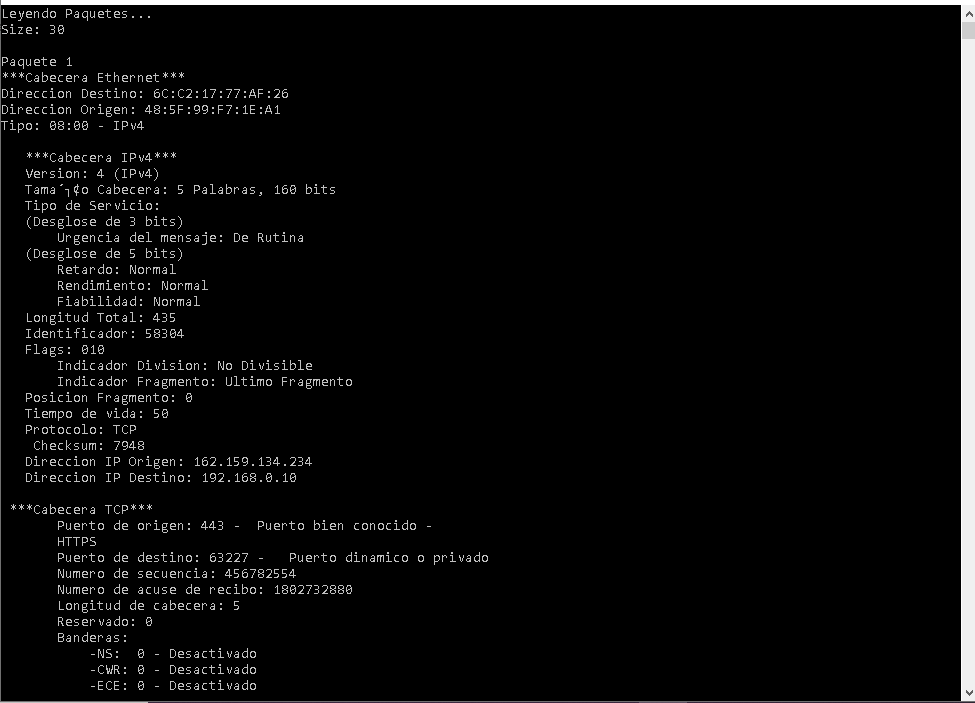 Leyendo Paquetes...
Size: 30
Paquete 1
***Cabecera Ethernet***
Direccion Destino: 6C:C2:17:77:AF:26
Direccion Origen: 48:5F:99:F7:1E:A1
Tipo: 08:00 - IPv4
***Cabecera IPv4***
Version: 4 (IPv4)
Tama´┐¢o Cabecera: 5 Palabras, 160 bits
Tipo de Servicio:
(Desglose de 3 bits)
Urgencia del mensaje: De Rutina
(Desglose de 5 bits)
Retardo: Normal
Rendimiento: Normal
Fiabilidad: Normal
Longitud Total: 435
Identificador: 58304
Flags: 010
Indicador Division: No Divisible
Indicador Fragmento: Ultimo Fragmento
Posicion Fragmento: 0
Tiempo de vida: 50
Protocolo: TCP
Checksum: 7948
Direccion IP Origen: 162.159.134.234
Direccion IP Destino: 192.168.0.10
***Cabecera TCP***
Puerto de origen: 443 -  Puerto bien conocido -
HTTPS
Puerto de destino: 63227 -   Puerto dinamico o privado
Numero de secuencia: 456782554
Numero de acuse de recibo: 1802732880
Longitud de cabecera: 5
Reservado: 0
Banderas:
-NS:  0 - Desactivado
-CWR: 0 - Desactivado
-ECE: 0 - Desactivado